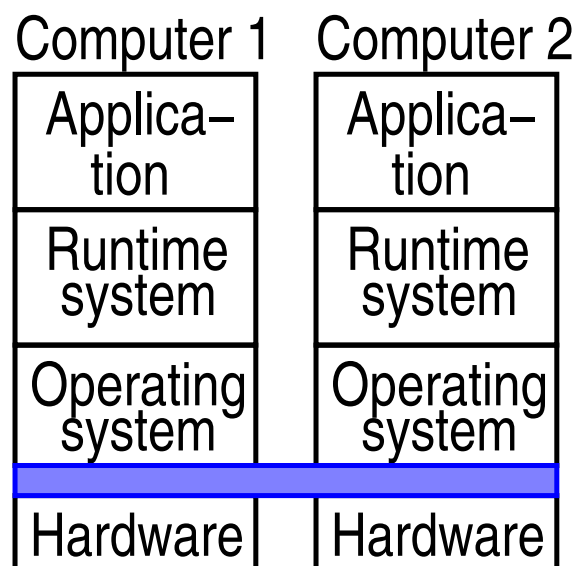 Computer 1
Computer 2
Applica–
tion
Applica–
tion
Runtime
system
Runtime
system
Operating
system
Operating
system
Hardware
Hardware